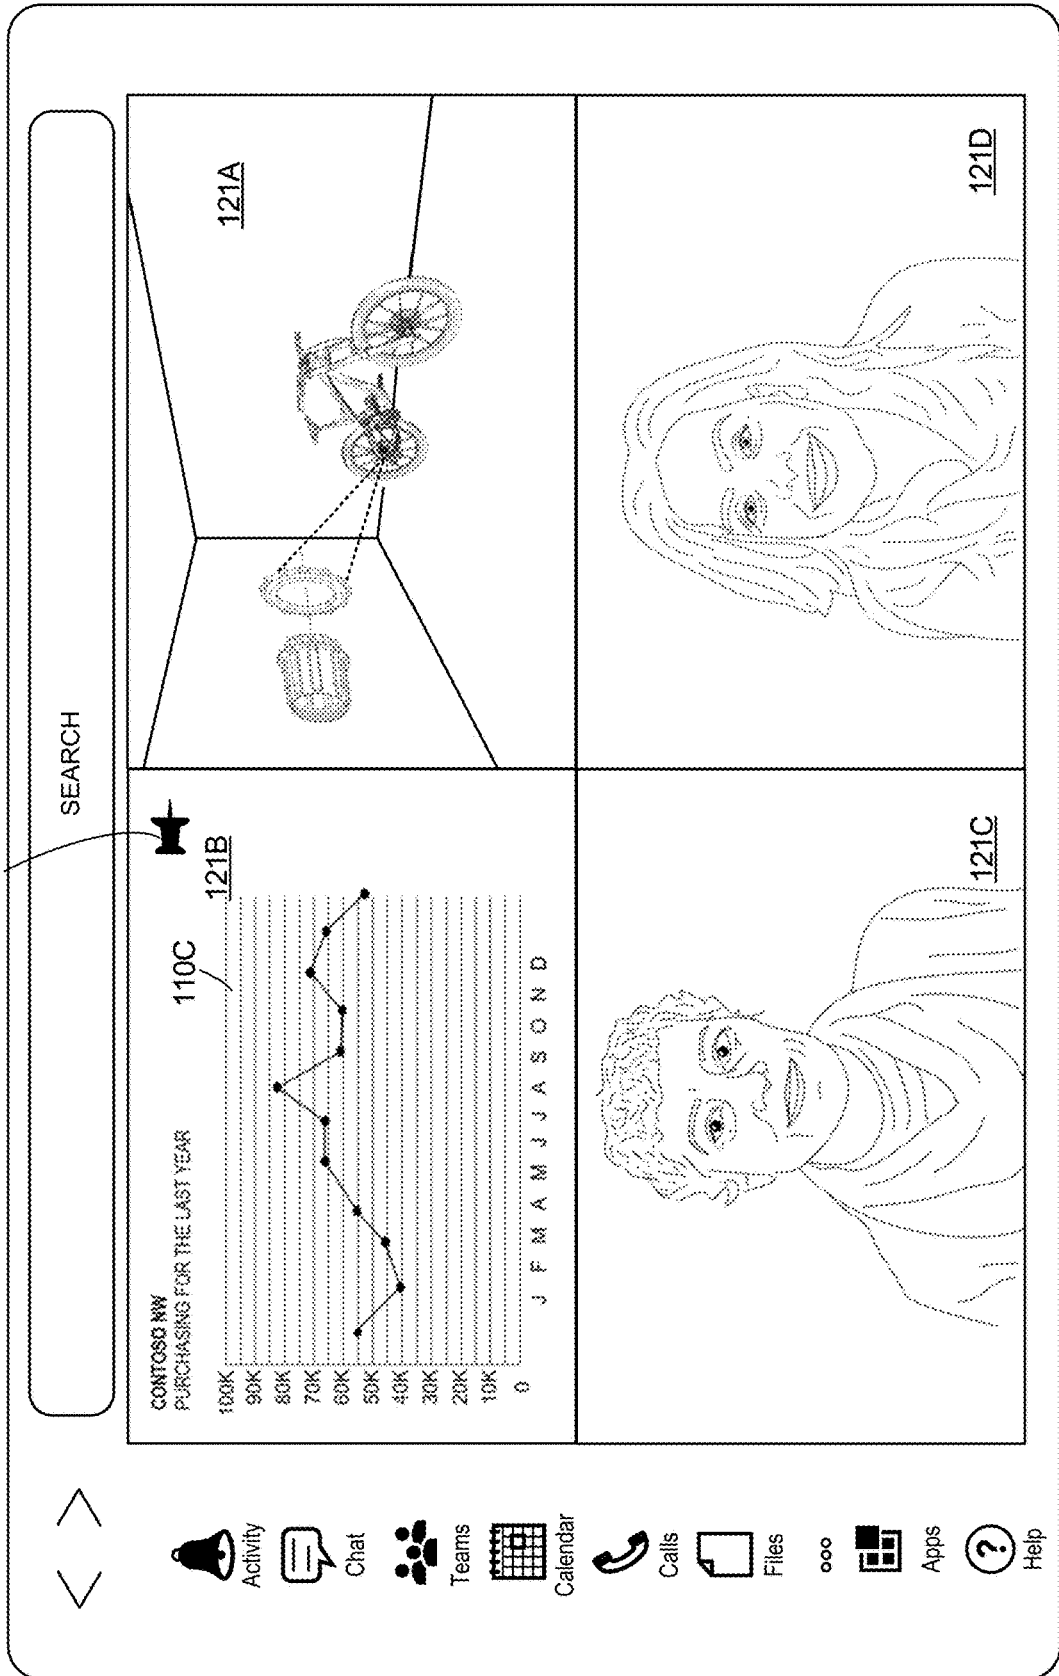 SEARCH
Activity
Chat
Teams
Calendar
Calls
Files
Apps
?
Help
CONTOSO NW
PURCHASING FOR THE LAST YEAR
110C
121B
100K
90K
80K
70K
60K
50K
40K
30K
20K
10K
0
J F M A M J J A S O N D
121A
121C
121D